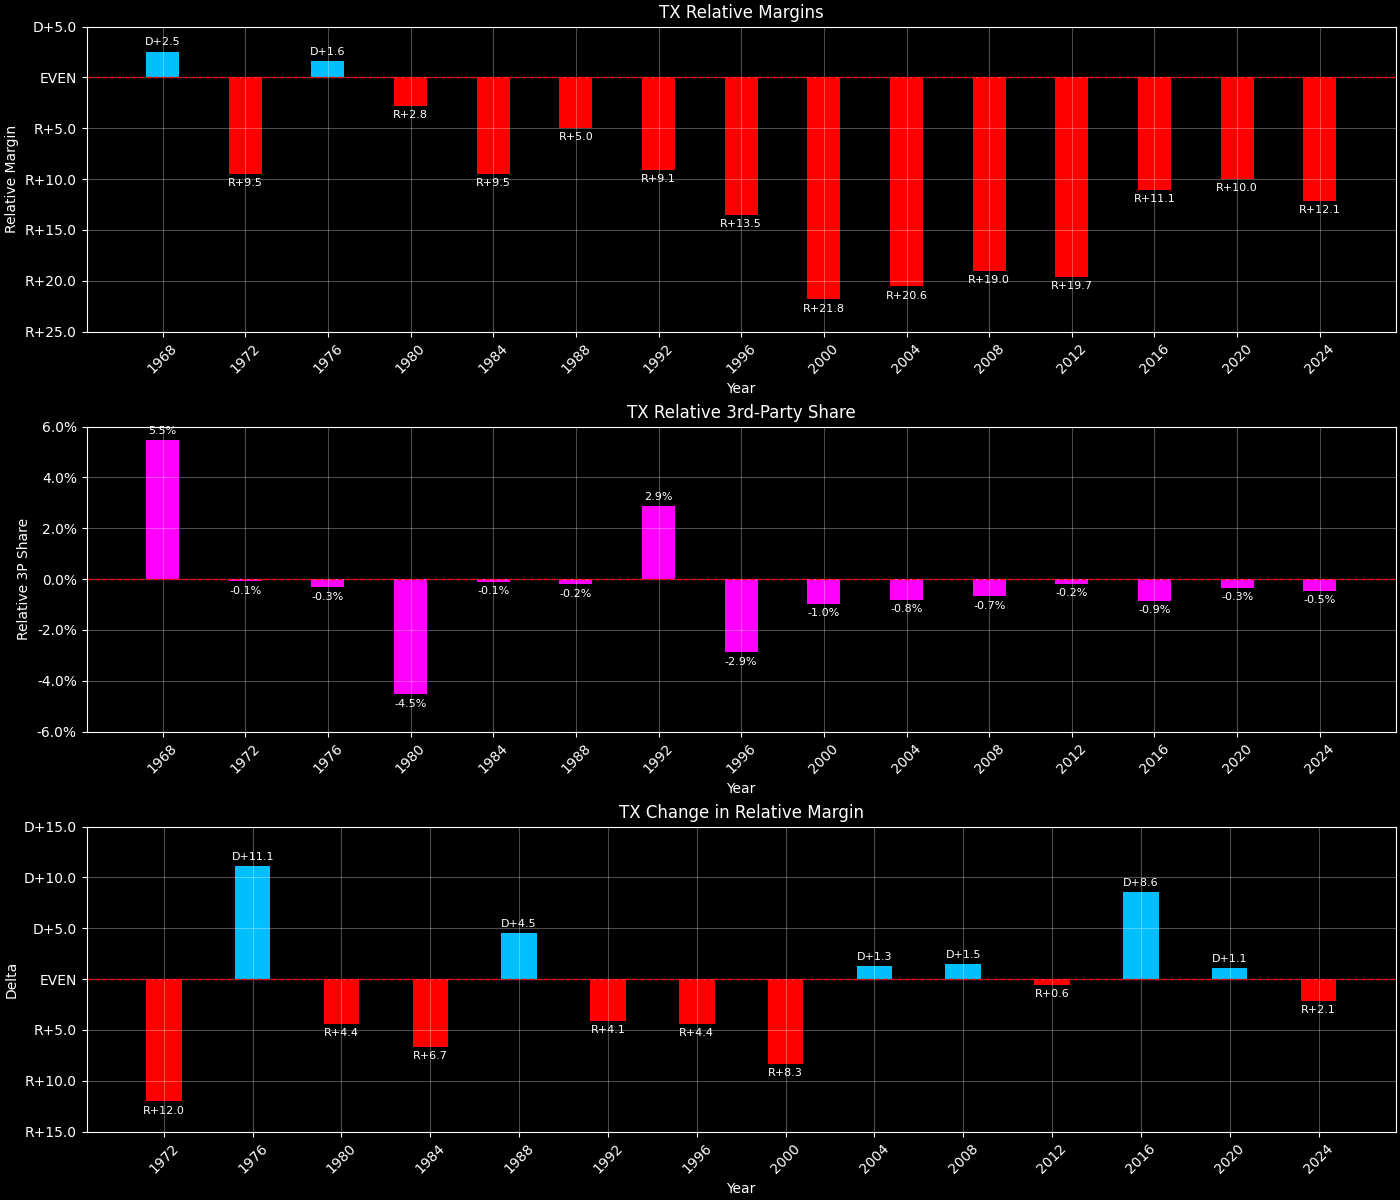 TX Relative Margins
Relative Margin
D+5.0
EVEN
R+5.0
R+10.0
R+15.0
R+20.0
R+25.0
D+2.5
R+9.5
D+1.6
R+2.8
R+9.5
R+5.0
R+9.1
R+13.5
R+21.8
R+20.6
R+19.0
R+19.7
R+11.1
R+10.0
R+12.1
1968
1972
1976
1980
1984
1988
1992
1996
2000
2004
2008
2012
2016
2020
2024
Year
TX Relative 3rd-Party Share
Relative 3P Share
6.0%
4.0%
2.0%
0.0%
-2.0%
-4.0%
-6.0%
5.5%
-0.1%
-0.3%
-4.5%
-0.1%
-0.2%
2.9%
-2.9%
-1.0%
-0.8%
-0.7%
-0.2%
-0.9%
-0.3%
-0.5%
1968
1972
1976
1980
1984
1988
1992
1996
2000
2004
2008
2012
2016
2020
2024
Year
TX Change in Relative Margin
Delta
D+15.0
D+10.0
D+5.0
EVEN
R+5.0
R+10.0
R+15.0
R+12.0
D+11.1
R+4.4
R+6.7
D+4.5
R+4.1
R+4.4
R+8.3
D+1.3
D+1.5
R+0.6
D+8.6
D+1.1
R+2.1
1972
1976
1980
1984
1988
1992
1996
2000
2004
2008
2012
2016
2020
2024
Year